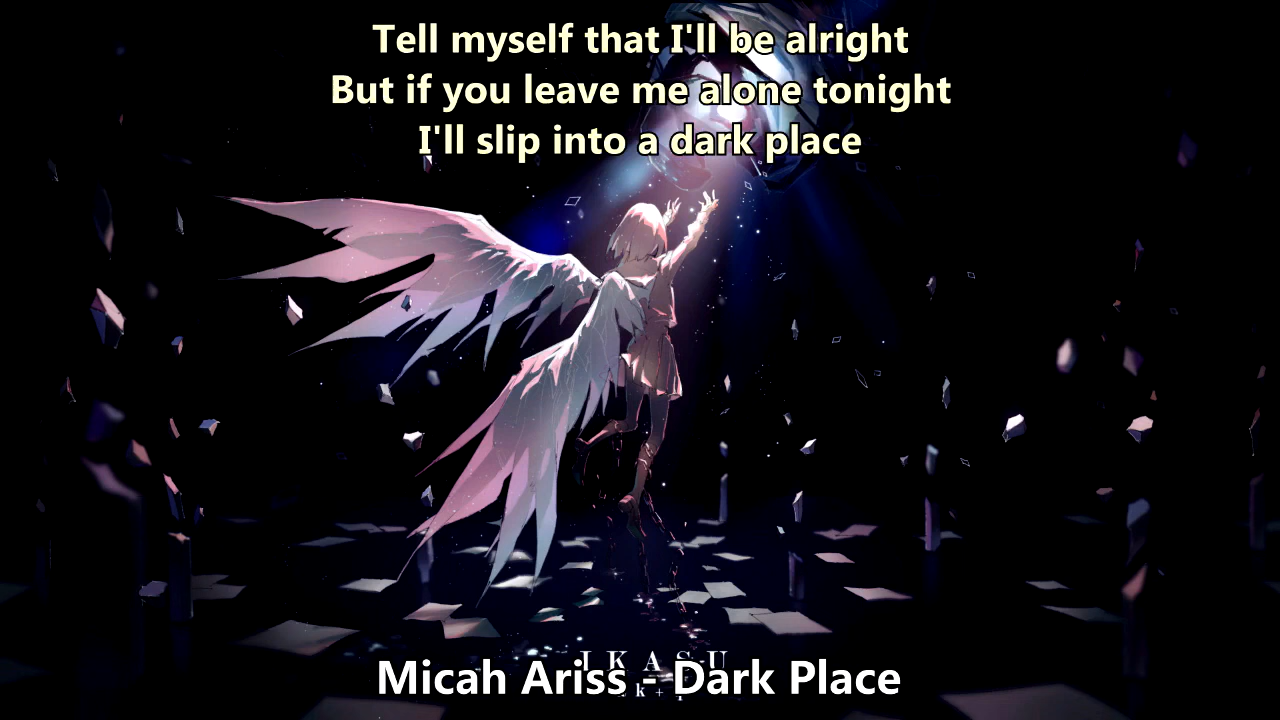 Tell myself that I'll be alright
But if you leave me alone tonight
I'll slip into a dark place
IKASU
Micah Ariss - Dark Place